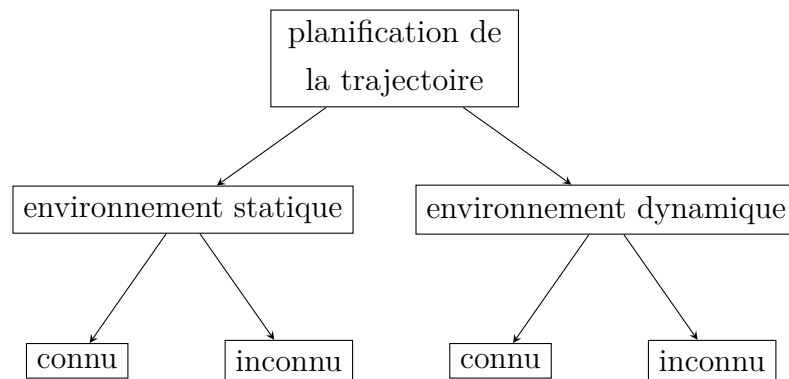 planification de
la trajectoire
environnement statique
environnement dynamique
connu
inconnu
connu
inconnu